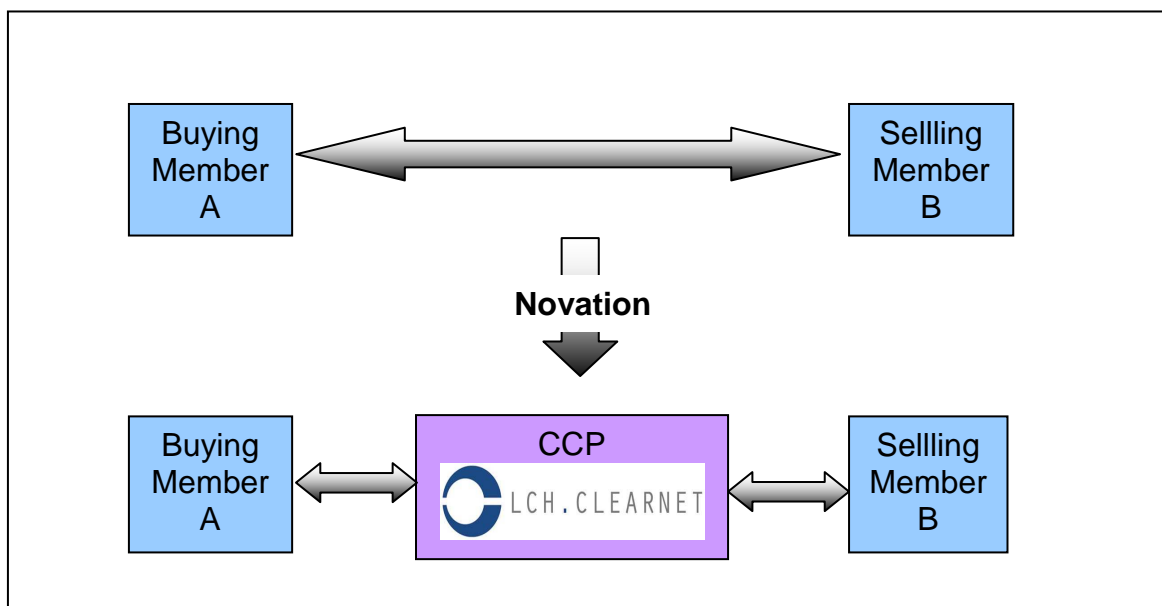 Buying
Member
A
Sellling
Member
B
Novation
Buying
Member
A
CCP
LCH.CLEARNET
Sellling
Member
B